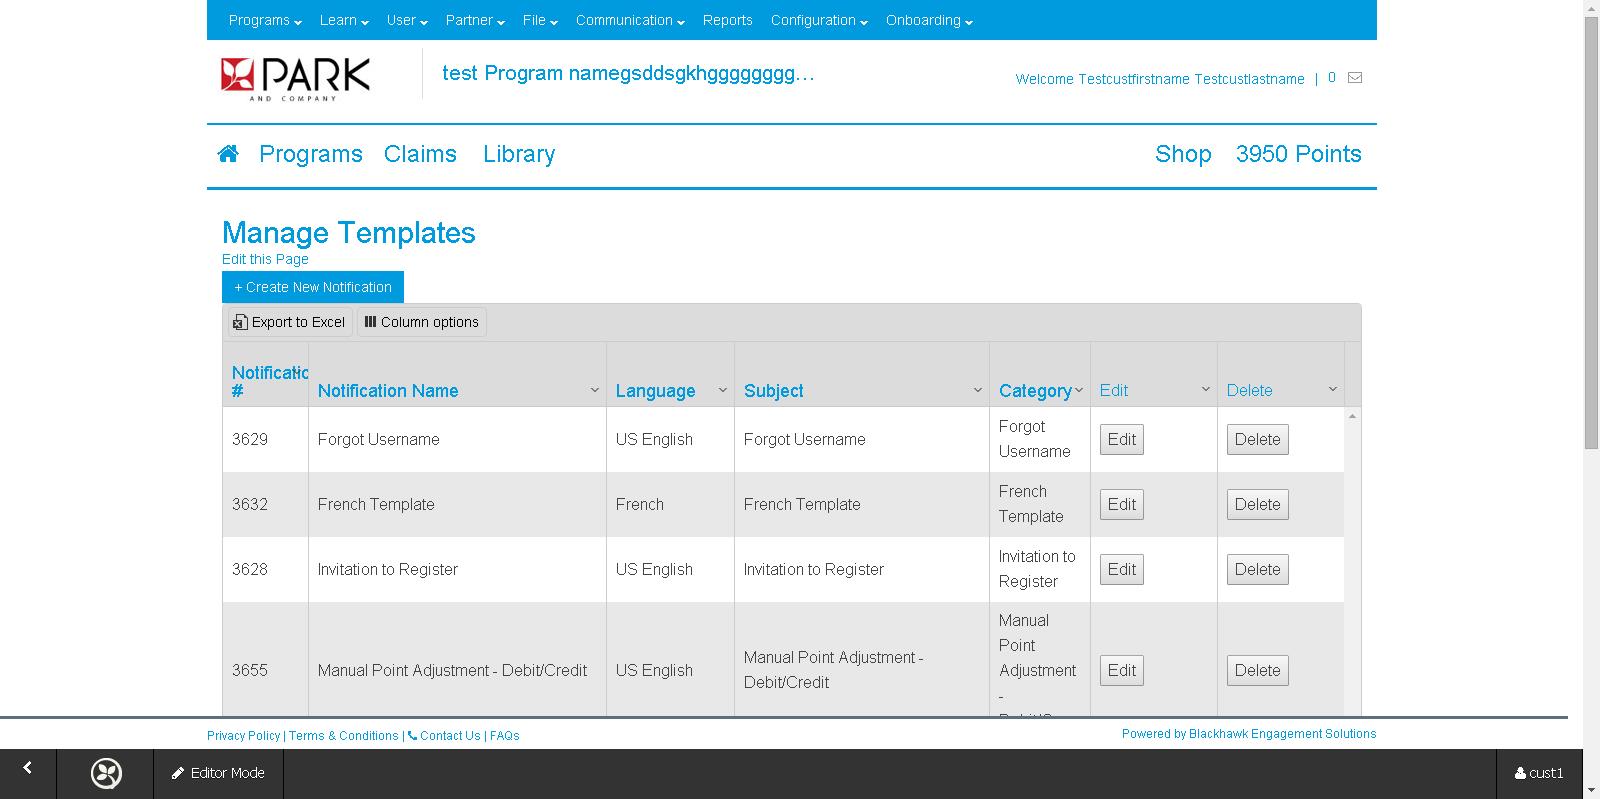 Programs Learn User Partner File Communication Reports Configuration Onboarding
PARK
AND COMPANY
test Program namegsddsgkhgggggggg...
Welcome Testcustfirstname Testcustlastname | 0
Programs Claims Library Shop 3950 Points
Manage Templates
Edit this Page
+ Create New Notification
Export to Excel Column options
Notificatio
# Notification Name Language Subject Category Edit Delete
3629 Forgot Username US English Forgot Username Forgot
Username Edit Delete
3632 French Template French French Template French
Template Edit Delete
3628 Invitation to Register US English Invitation to Register Invitation to
Register Edit Delete
3655 Manual Point Adjustment - Debit/Credit US English Manual Point Adjustment -
Debit/Credit
Manual
Point
Adjustment
-
Edit Delete
Privacy Policy | Terms & Conditions | Contact Us | FAQs
Powered by Blackhawk Engagement Solutions
Editor Mode
cust1